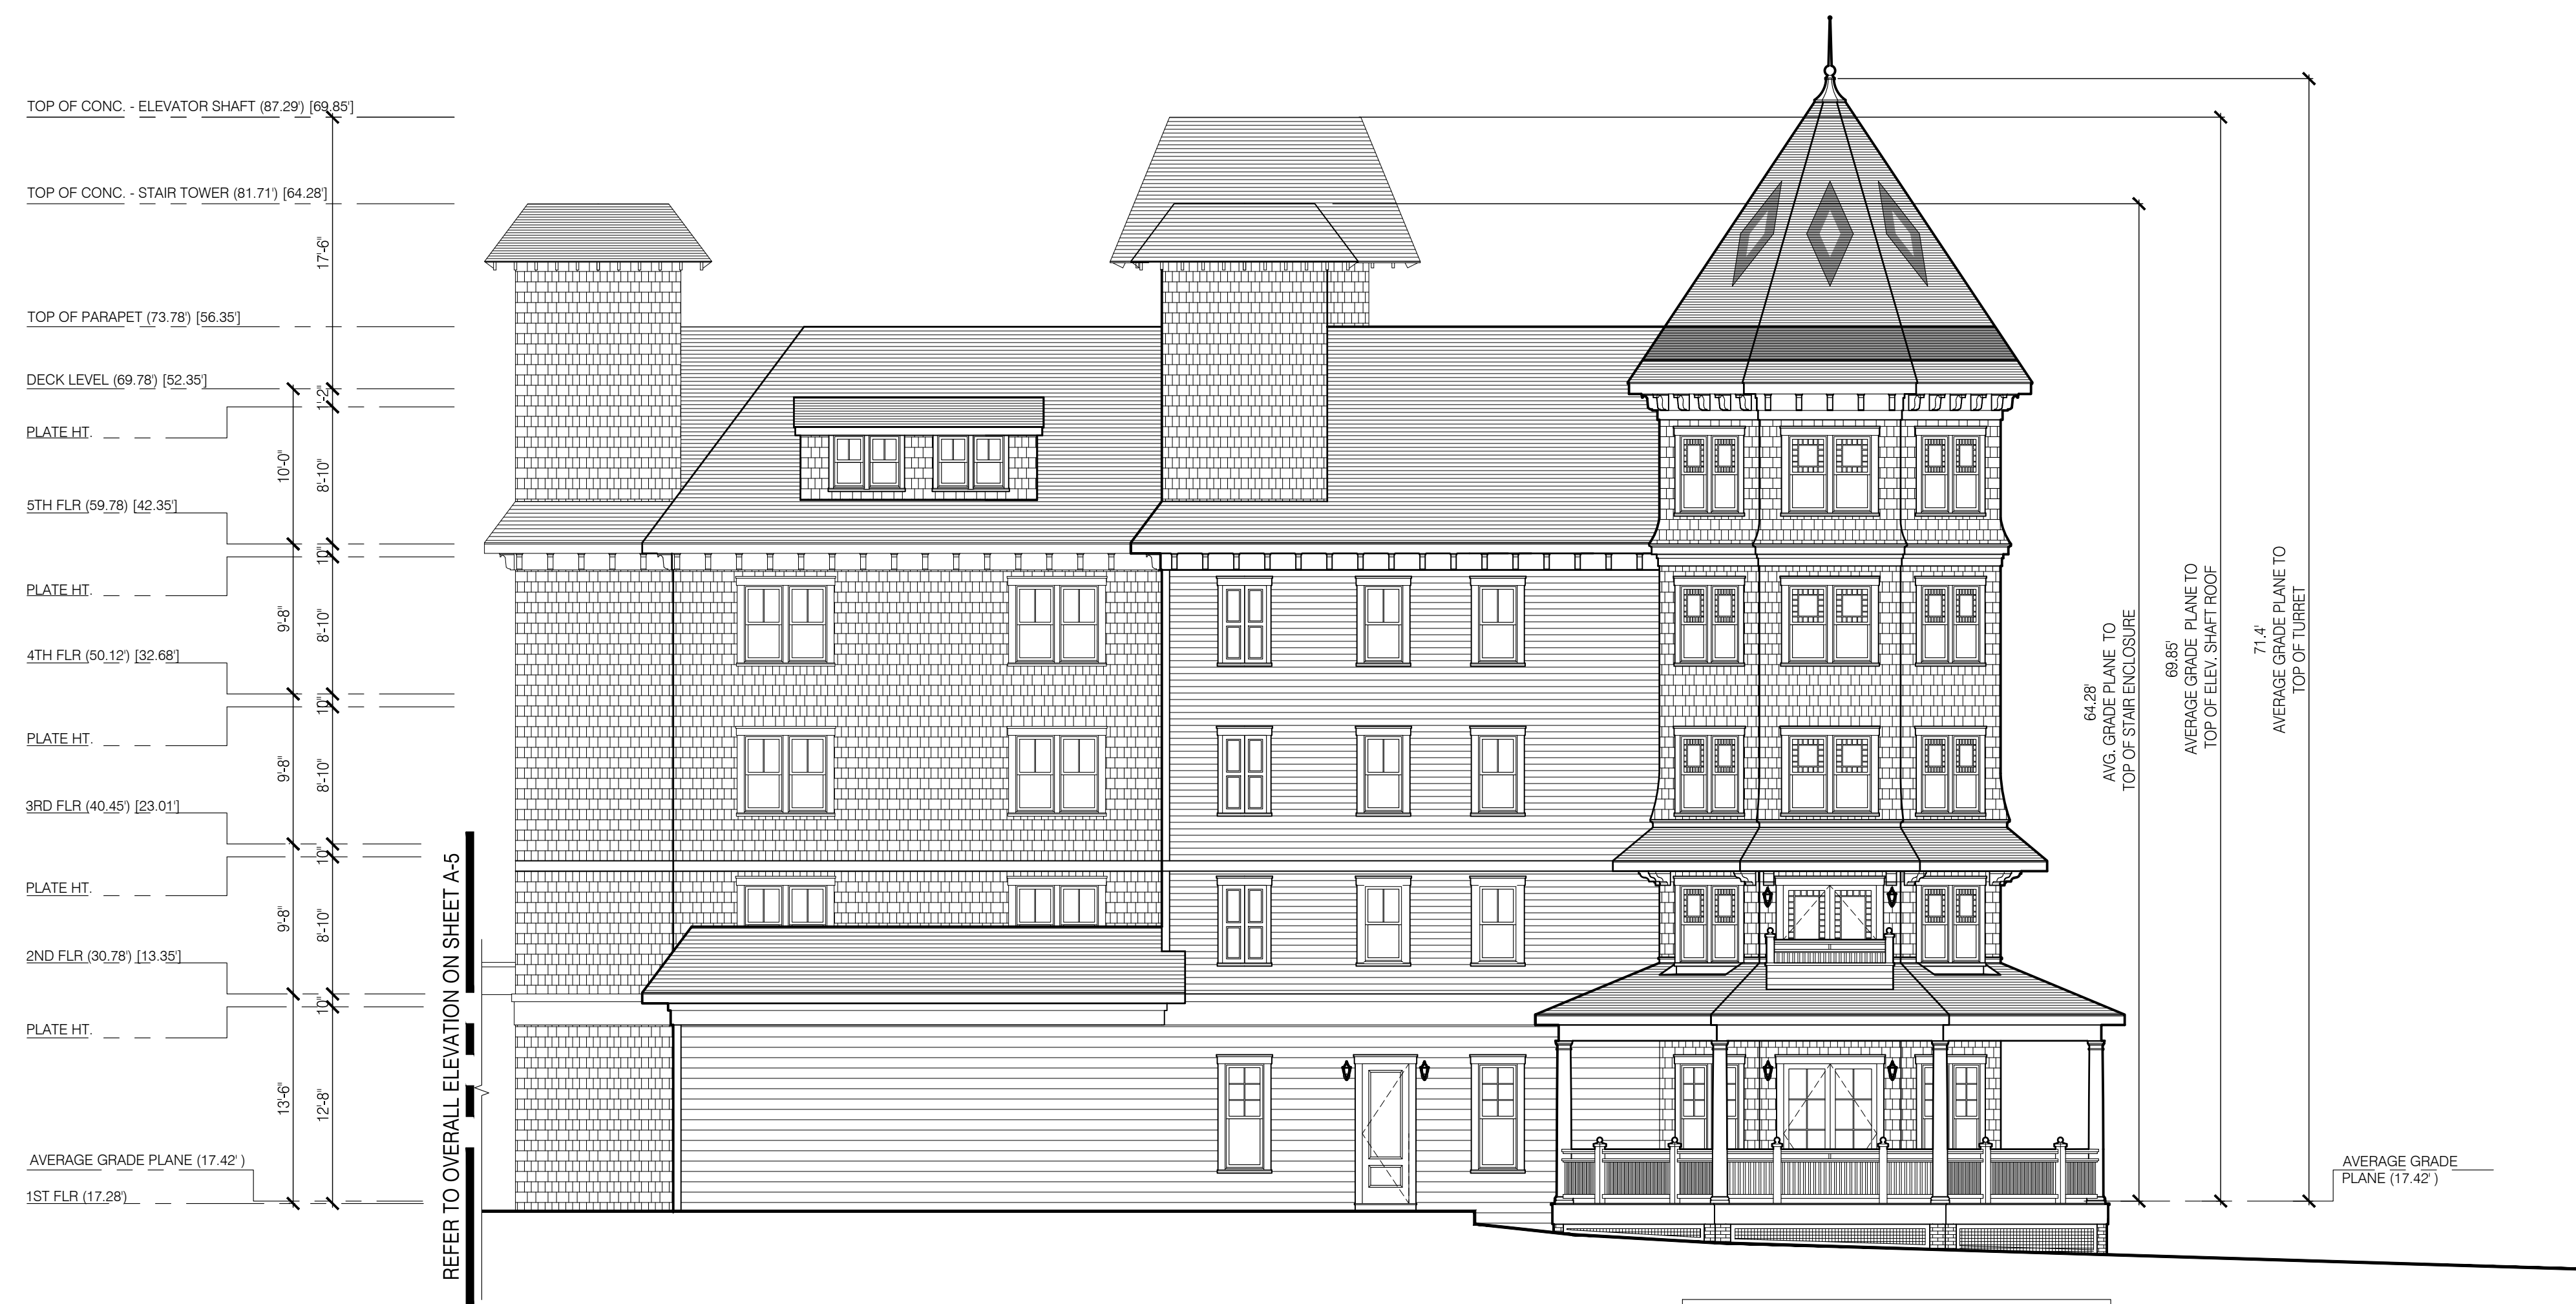 TOP OF CONC. - ELEVATOR SHAFT (87.29') [69.85']
TOP OF CONC. - STAIR TOWER (81.71') [64.28']
17'-6"
TOP OF PARAPET (73.78') [56.35']
DECK LEVEL (69.78') [52.35']
1'-2"
PLATE HT.
10'-0"
8'-10"
5TH FLR (59.78) [42.35']
10"
PLATE HT.
9'-8"
8'-10"
4TH FLR (50.12') [32.68']
10"
PLATE HT.
9'-8"
8'-10"
3RD FLR (40.45') [23.01']
10"
PLATE HT.
9'-8"
8'-10"
2ND FLR (30.78') [13.35']
10"
PLATE HT.
13'-6"
12'-8"
AVERAGE GRADE PLANE (17.42' )
1ST FLR (17.28')
REFER TO OVERALL ELEVATION ON SHEET A-5
64.28'
AVG. GRADE PLANE TO
TOP OF STAIR ENCLOSURE
69.85'
AVERAGE GRADE PLANE TO
TOP OF ELEV. SHAFT ROOF
71.4'
AVERAGE GRADE PLANE TO
TOP OF TURRET
AVERAGE GRADE
PLANE (17.42' )